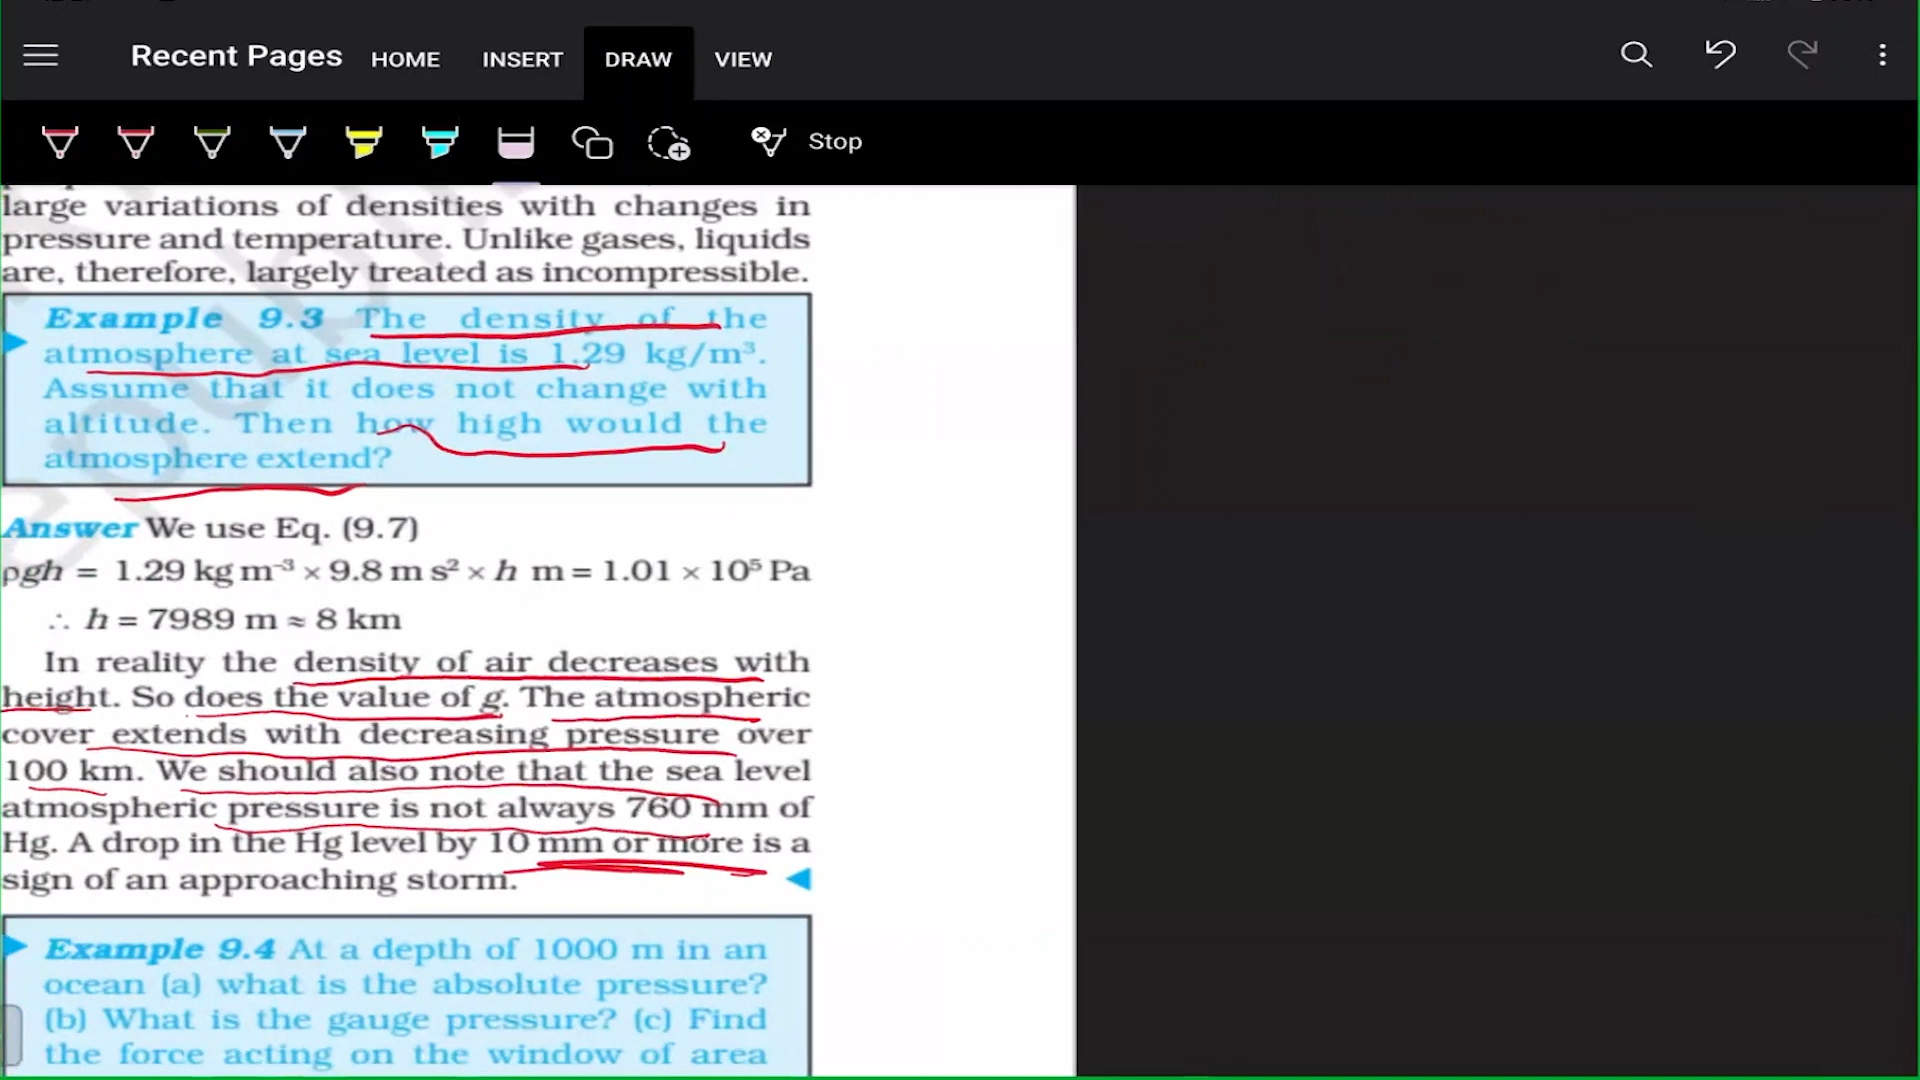 Recent Pages HOME INSERT DRAW VIEW
Stop
large variations of densities with changes in
pressure and temperature. Unlike gases, liquids
are, therefore, largely treated as incompressible.
Example 9.3 The density of the
atmosphere at sea level is 1.29 kg/m³.
Assume that it does not change with
altitude. Then how high would the
atmosphere extend?
Answer We use Eq. (9.7)
ρgh = 1.29 kg m⁻³ × 9.8 m s² × h m = 1.01 × 10⁵ Pa
∴ h = 7989 m ≈ 8 km
In reality the density of air decreases with
height. So does the value of g. The atmospheric
cover extends with decreasing pressure over
100 km. We should also note that the sea level
atmospheric pressure is not always 760 mm of
Hg. A drop in the Hg level by 10 mm or more is a
sign of an approaching storm.
Example 9.4 At a depth of 1000 m in an
ocean (a) what is the absolute pressure?
(b) What is the gauge pressure? (c) Find
the force acting on the window of area